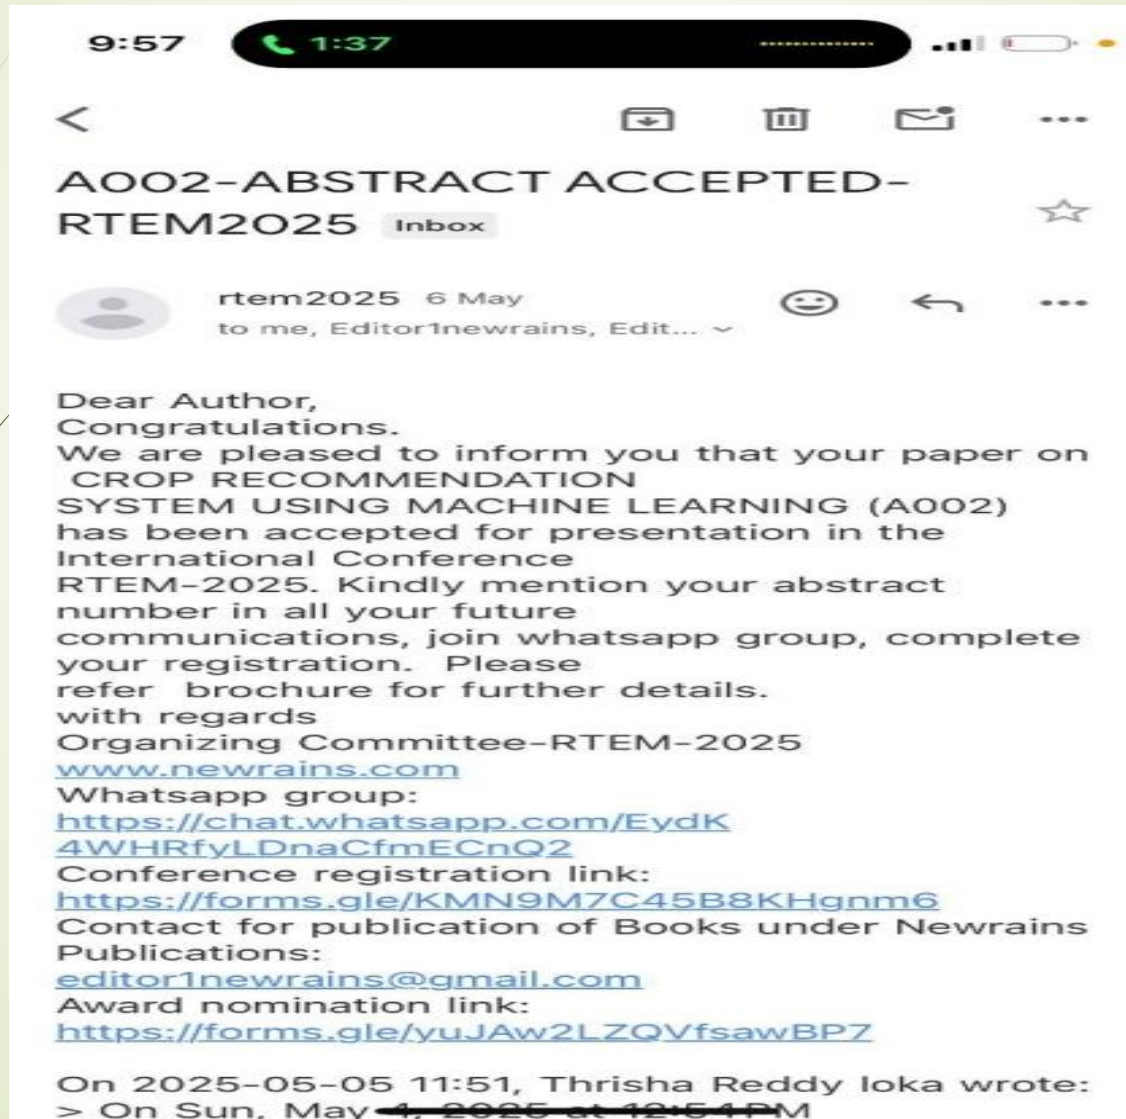 9:57 1:37
A002-ABSTRACT ACCEPTED-
RTEM2025 Inbox
rtem2025 6 May
to me, Editor1newrains, Edit...
Dear Author,
Congratulations.
We are pleased to inform you that your paper on
CROP RECOMMENDATION
SYSTEM USING MACHINE LEARNING (A002)
has been accepted for presentation in the
International Conference
RTEM-2025. Kindly mention your abstract
number in all your future
communications, join whatsapp group, complete
your registration. Please
refer brochure for further details.
with regards
Organizing Committee-RTEM-2025
www.newrains.com
Whatsapp group:
https://chat.whatsapp.com/EydK
4WHRfyLDnaCfmECnQ2
Conference registration link:
https://forms.gle/KMN9M7C45B8KHgnm6
Contact for publication of Books under Newrains
Publications:
editor1newrains@gmail.com
Award nomination link:
https://forms.gle/yuJAw2LZQVfsawBP7
On 2025-05-05 11:51, Thrisha Reddy loka wrote:
> On Sun, May 4, 2025 at 12:54 PM